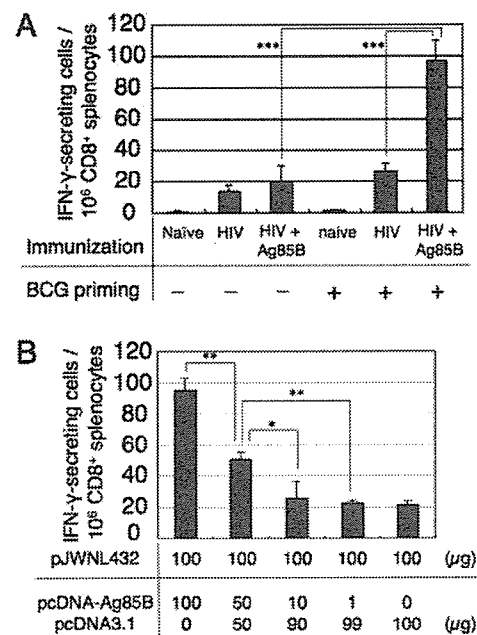 A
IFN-γ-secreting cells /
10⁶ CD8⁺ splenocytes
120
100
80
60
40
20
0
*** ***
Immunization Naïve HIV HIV + Ag85B naive HIV HIV + Ag85B
BCG priming − − − + + +
B
IFN-γ-secreting cells /
10⁶ CD8⁺ splenocytes
120
100
80
60
40
20
0
**
**
*
pJWNL432 100 100 100 100 100 (μg)
pcDNA-Ag85B 100 50 10 1 0
pcDNA3.1 0 50 90 99 100 (μg)